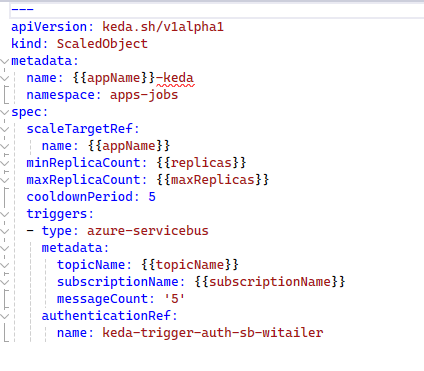 ---
apiVersion: keda.sh/v1alpha1
kind: ScaledObject
metadata:
  name: {{appName}}-keda
  namespace: apps-jobs
spec:
  scaleTargetRef:
    name: {{appName}}
  minReplicaCount: {{replicas}}
  maxReplicaCount: {{maxReplicas}}
  cooldownPeriod: 5
  triggers:
  - type: azure-servicebus
    metadata:
      topicName: {{topicName}}
      subscriptionName: {{subscriptionName}}
      messageCount: '5'
    authenticationRef:
      name: keda-trigger-auth-sb-witailer